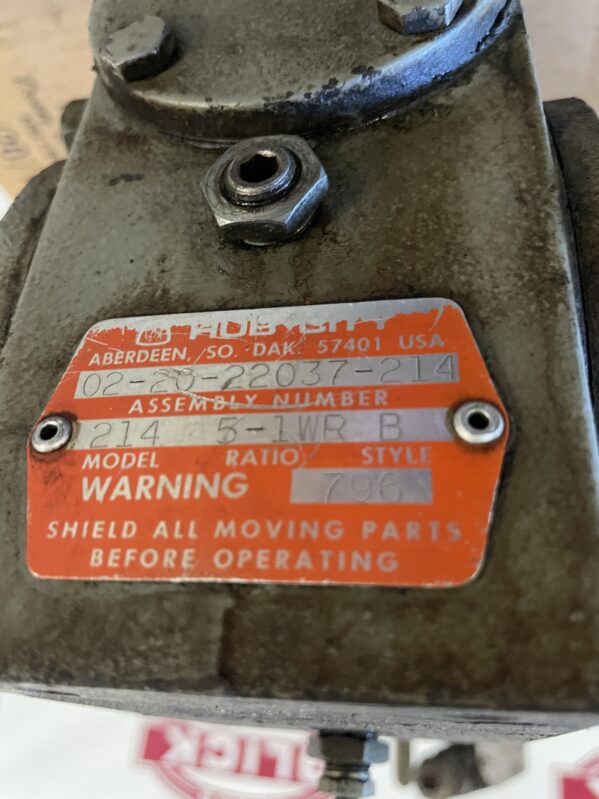 HUB CITY
ABERDEEN, SO. DAK. 57401 USA
02-20-22037-214
ASSEMBLY NUMBER
214 5-1WR B
MODEL RATIO STYLE
WARNING 796
SHIELD ALL MOVING PARTS
BEFORE OPERATING
LICK